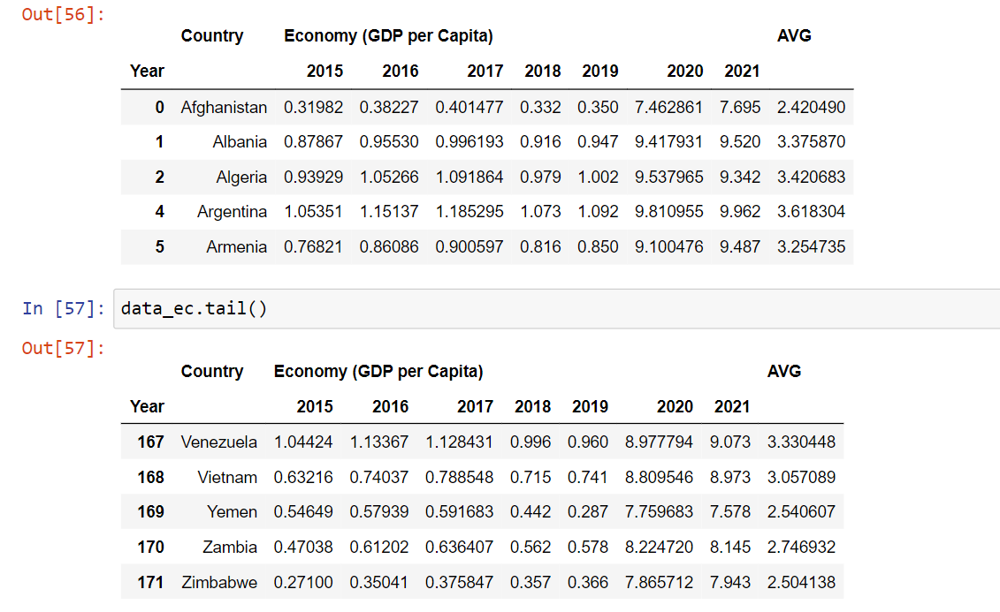 Out[56]:
Country Economy (GDP per Capita) AVG
Year 2015 2016 2017 2018 2019 2020 2021
0 Afghanistan 0.31982 0.38227 0.401477 0.332 0.350 7.462861 7.695 2.420490
1 Albania 0.87867 0.95530 0.996193 0.916 0.947 9.417931 9.520 3.375870
2 Algeria 0.93929 1.05266 1.091864 0.979 1.002 9.537965 9.342 3.420683
4 Argentina 1.05351 1.15137 1.185295 1.073 1.092 9.810955 9.962 3.618304
5 Armenia 0.76821 0.86086 0.900597 0.816 0.850 9.100476 9.487 3.254735
In [57]: data_ec.tail()
Out[57]:
Country Economy (GDP per Capita) AVG
Year 2015 2016 2017 2018 2019 2020 2021
167 Venezuela 1.04424 1.13367 1.128431 0.996 0.960 8.977794 9.073 3.330448
168 Vietnam 0.63216 0.74037 0.788548 0.715 0.741 8.809546 8.973 3.057089
169 Yemen 0.54649 0.57939 0.591683 0.442 0.287 7.759683 7.578 2.540607
170 Zambia 0.47038 0.61202 0.636407 0.562 0.578 8.224720 8.145 2.746932
171 Zimbabwe 0.27100 0.35041 0.375847 0.357 0.366 7.865712 7.943 2.504138